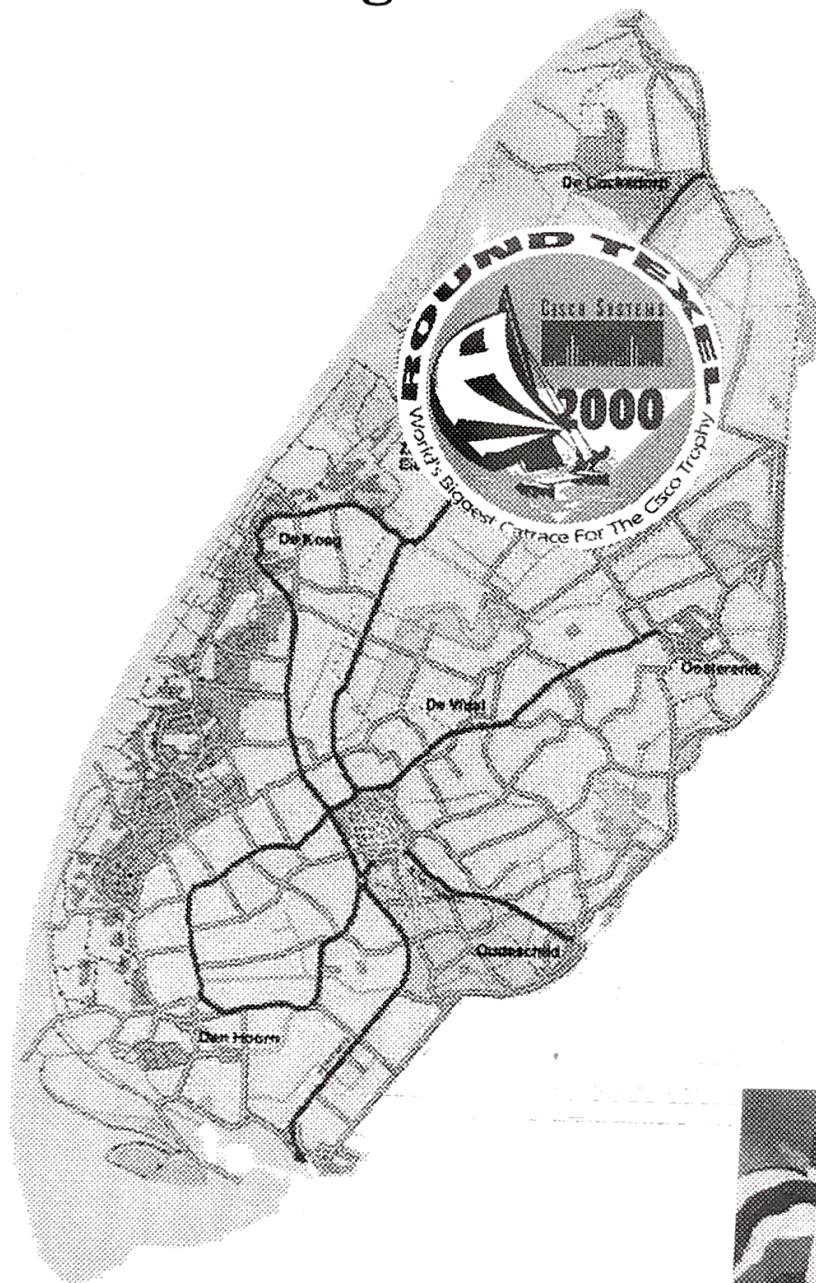 De Cocksdorp
ROUND TEXEL
CISCO SYSTEMS
2000
World's Biggest Catrace For The Cisco Trophy
De Koog
Oosterend
De Waal
Oudeschild
Den Hoorn